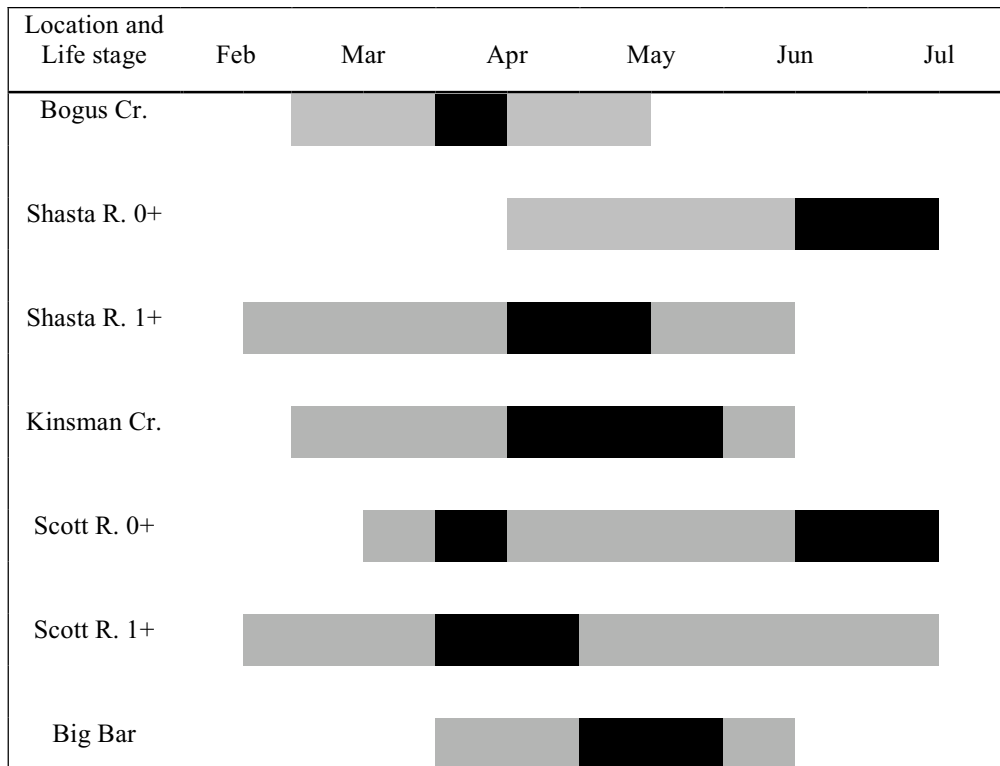 Location and
Life stage Feb Mar Apr May Jun Jul
Bogus Cr.
Shasta R. 0+
Shasta R. 1+
Kinsman Cr.
Scott R. 0+
Scott R. 1+
Big Bar